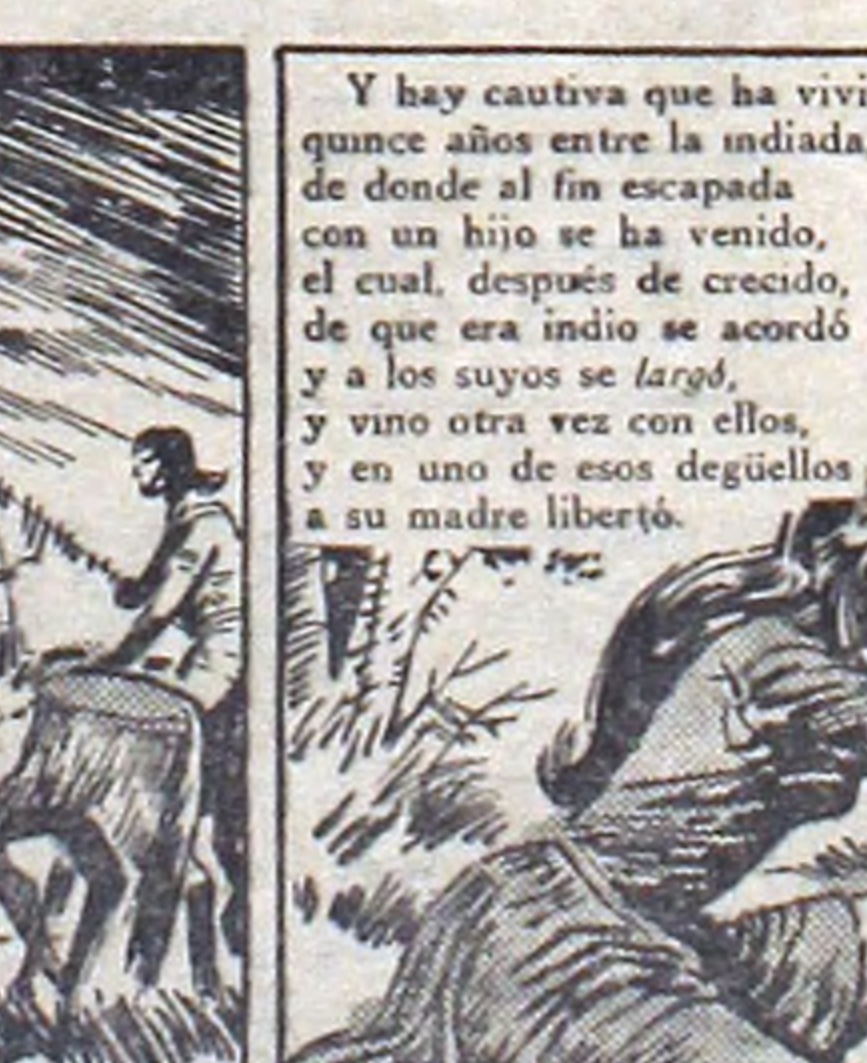 Y hay cautiva que ha vivi
quince años entre la indiada
de donde al fin escapada
con un hijo se ha venido,
el cual, después de crecido,
de que era indio se acordó
y a los suyos se largó,
y vino otra vez con ellos,
y en uno de esos degüellos
a su madre libertó.